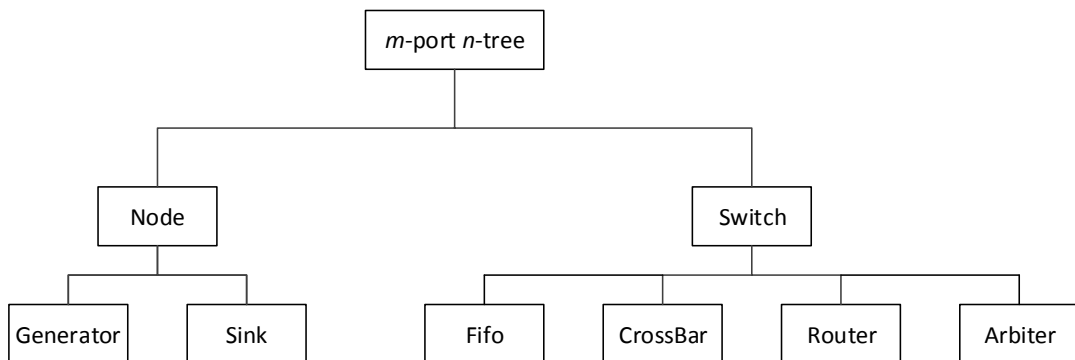 m-port n-tree
Node
Switch
Generator
Sink
Fifo
CrossBar
Router
Arbiter